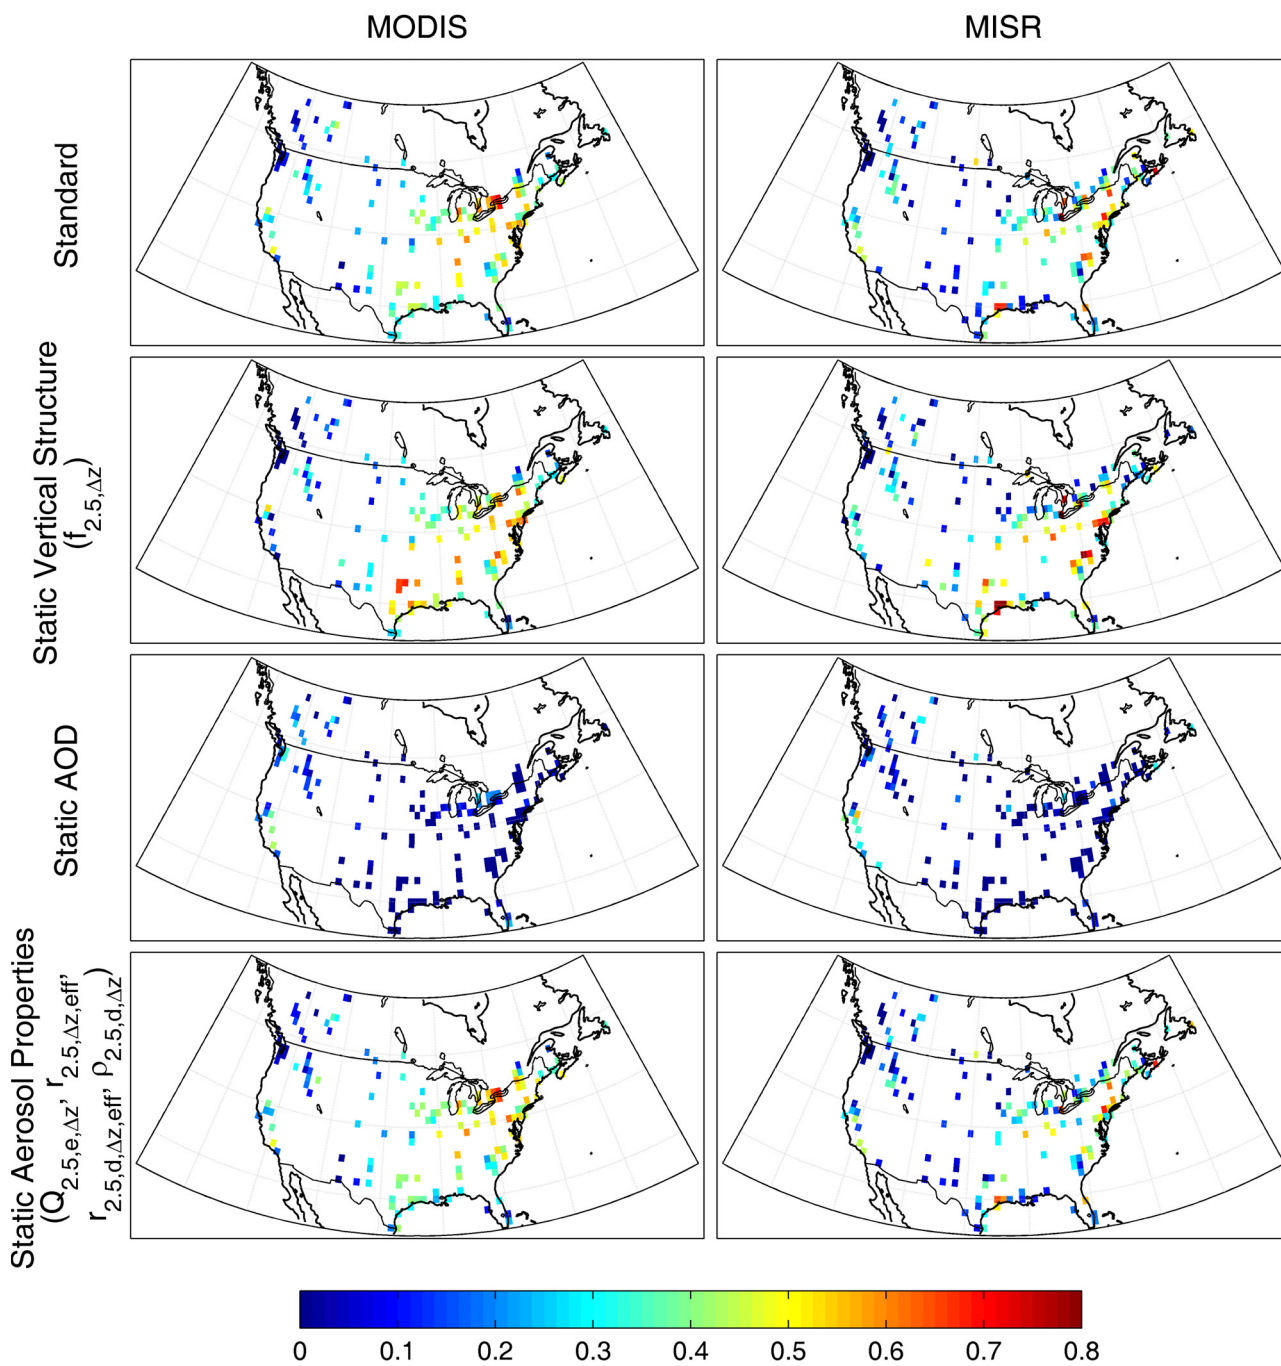 MODIS
MISR
Standard
Static Vertical Structure
(f2.5,Δz)
Static AOD
Static Aerosol Properties
(Q2.5,e,Δz, r2.5,Δz,eff,
r2.5,d,Δz,eff, ρ2.5,d,Δz)
0 0.1 0.2 0.3 0.4 0.5 0.6 0.7 0.8